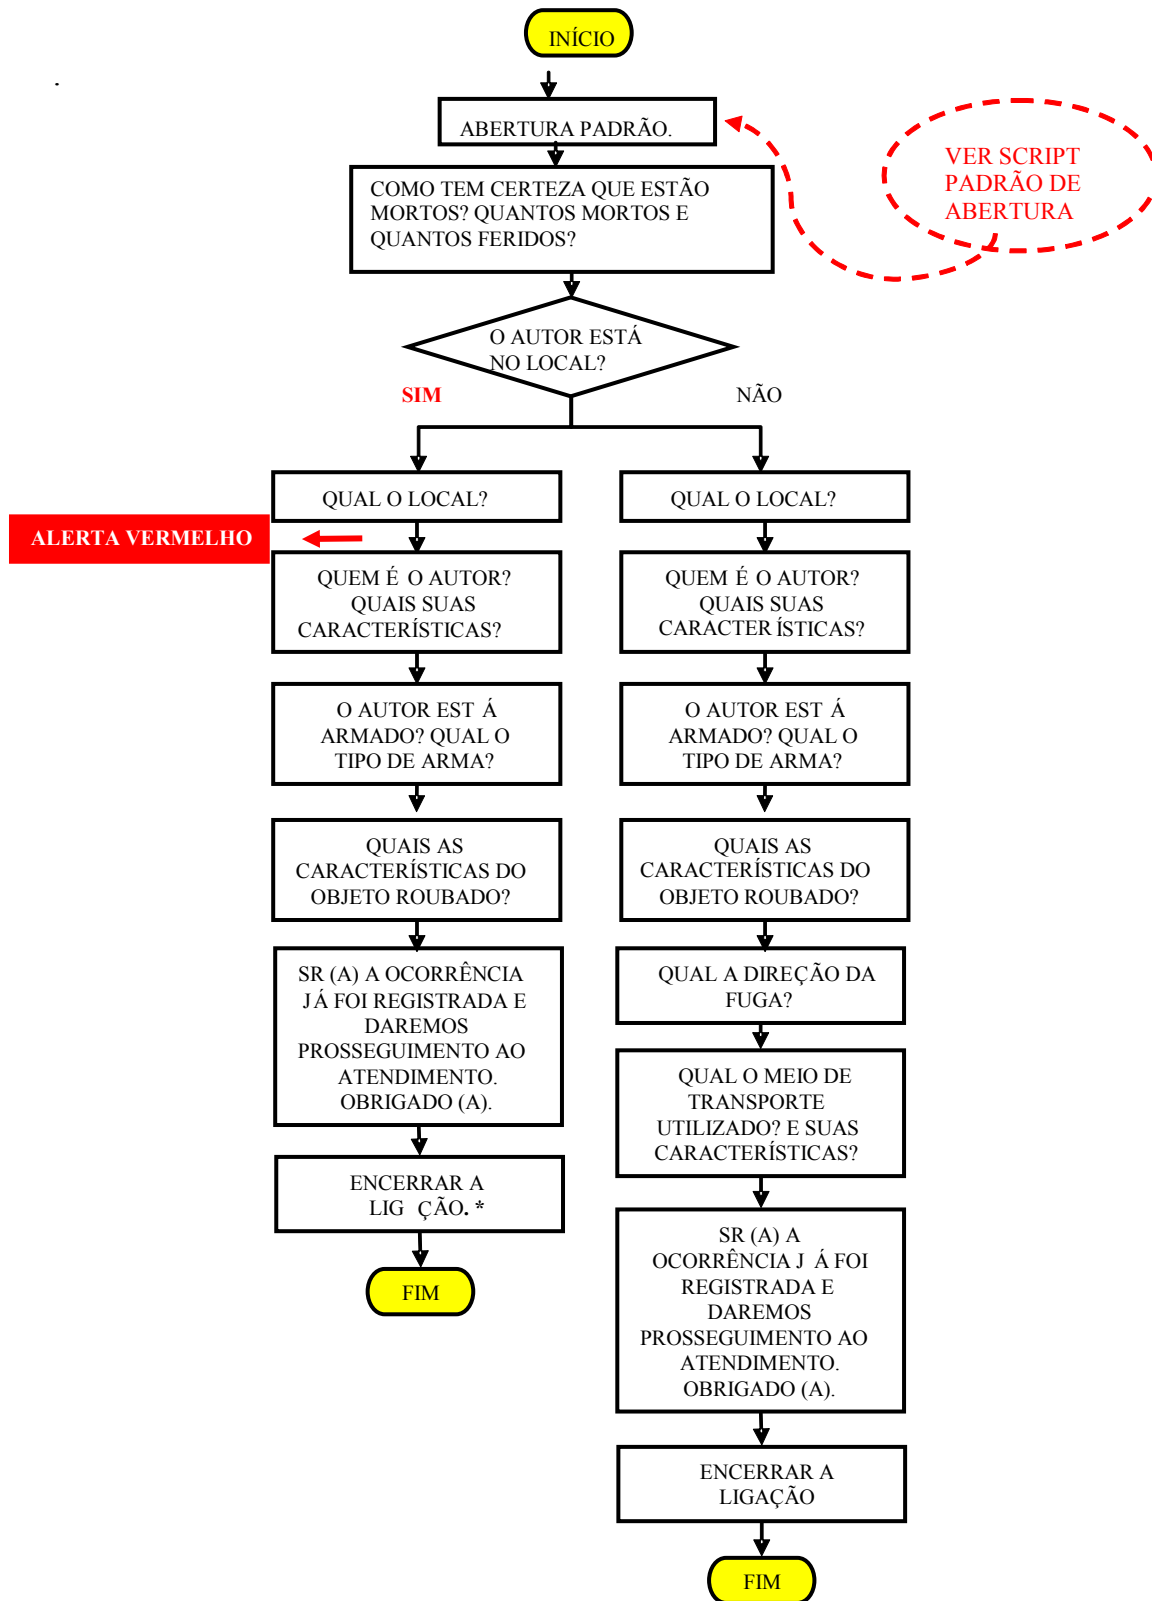 INÍCIO
.
ABERTURA PADRÃO.
VER SCRIPT
PADRÃO DE
ABERTURA
COMO TEM CERTEZA QUE ESTÃO
MORTOS? QUANTOS MORTOS E
QUANTOS FERIDOS?
O AUTOR ESTÁ
NO LOCAL?
SIM
NÃO
QUAL O LOCAL?
ALERTA VERMELHO
QUEM É O AUTOR?
QUAIS SUAS
CARACTERÍSTICAS?
O AUTOR EST Á
ARMADO? QUAL O
TIPO DE ARMA?
QUAIS AS
CARACTERÍSTICAS DO
OBJETO ROUBADO?
SR (A) A OCORRÊNCIA
JÁ FOI REGISTRADA E
DAREMOS
PROSSEGUIMENTO AO
ATENDIMENTO.
OBRIGADO (A).
ENCERRAR A
LIG ÇÃO. *
FIM
QUAL O LOCAL?
QUEM É O AUTOR?
QUAIS SUAS
CARACTER ÍSTICAS?
O AUTOR EST Á
ARMADO? QUAL O
TIPO DE ARMA?
QUAIS AS
CARACTERÍSTICAS DO
OBJETO ROUBADO?
QUAL A DIREÇÃO DA
FUGA?
QUAL O MEIO DE
TRANSPORTE
UTILIZADO? E SUAS
CARACTERÍSTICAS?
SR (A) A
OCORRÊNCIA J Á FOI
REGISTRADA E
DAREMOS
PROSSEGUIMENTO AO
ATENDIMENTO.
OBRIGADO (A).
ENCERRAR A
LIGAÇÃO
FIM